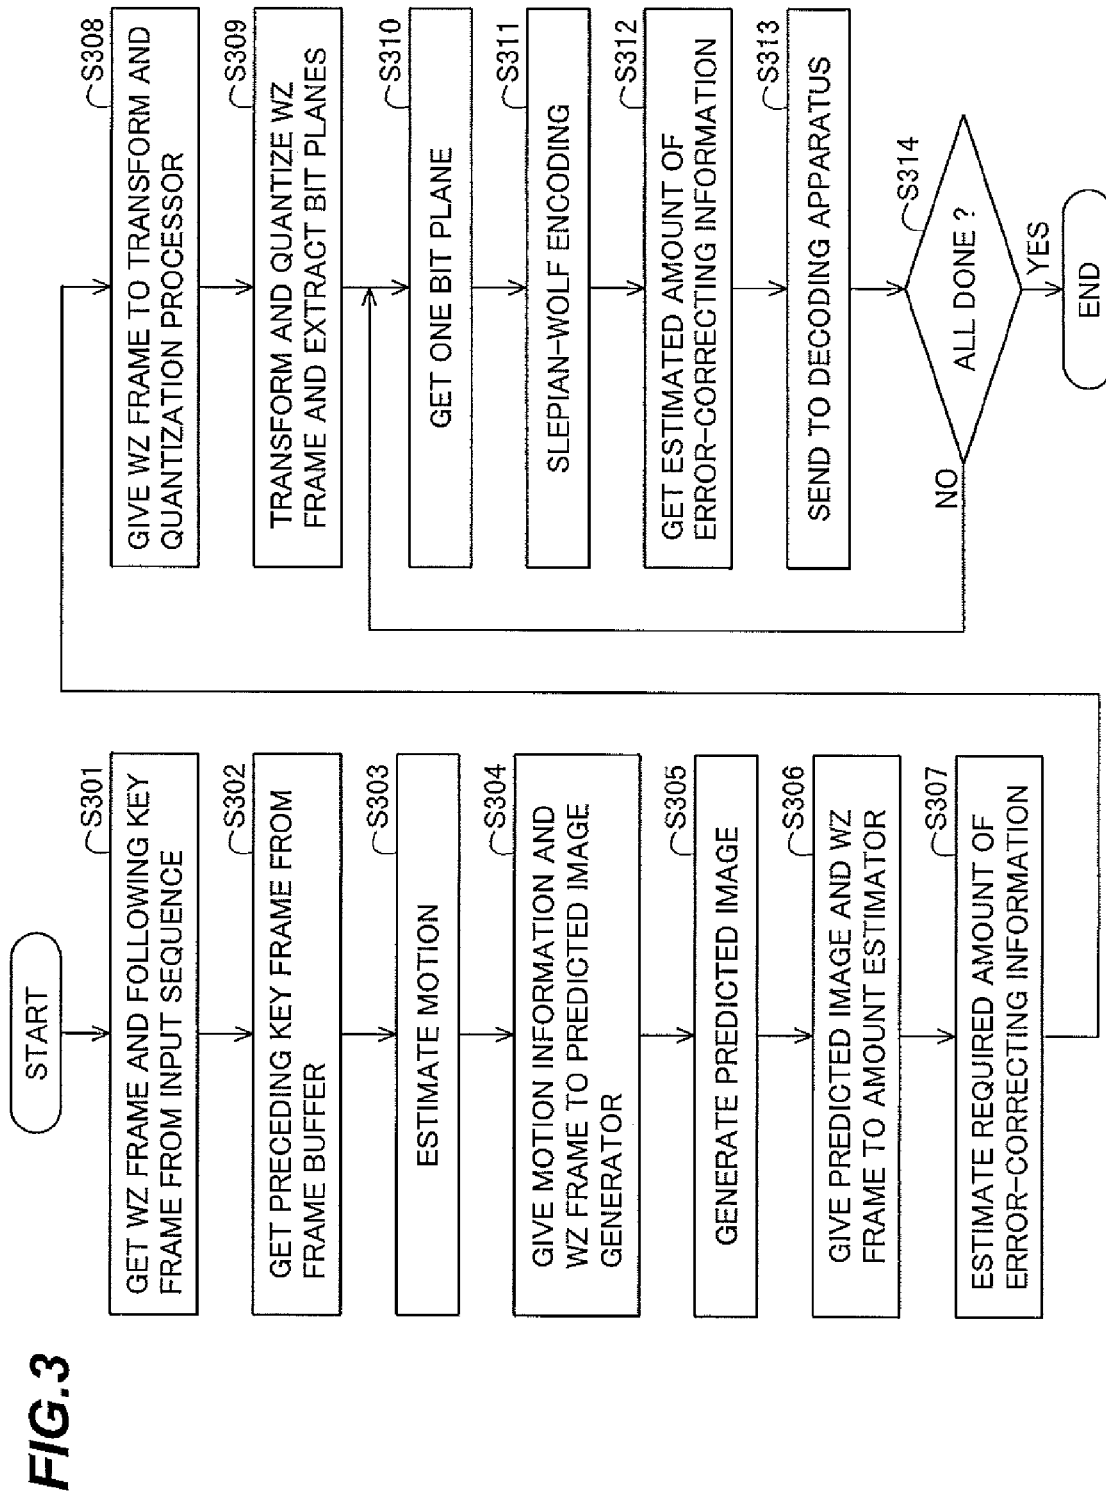 FIG.3
START
S301
GET WZ FRAME AND FOLLOWING KEY
FRAME FROM INPUT SEQUENCE
S302
GET PRECEDING KEY FRAME FROM
FRAME BUFFER
S303
ESTIMATE MOTION
S304
GIVE MOTION INFORMATION AND
WZ FRAME TO PREDICTED IMAGE
GENERATOR
S305
GENERATE PREDICTED IMAGE
S306
GIVE PREDICTED IMAGE AND WZ
FRAME TO AMOUNT ESTIMATOR
S307
ESTIMATE REQUIRED AMOUNT OF
ERROR-CORRECTING INFORMATION
S308
GIVE WZ FRAME TO TRANSFORM AND
QUANTIZATION PROCESSOR
S309
TRANSFORM AND QUANTIZE WZ
FRAME AND EXTRACT BIT PLANES
S310
GET ONE BIT PLANE
S311
SLEPIAN-WOLF ENCODING
S312
GET ESTIMATED AMOUNT OF
ERROR-CORRECTING INFORMATION
S313
SEND TO DECODING APPARATUS
S314
ALL DONE ?
NO
YES
END